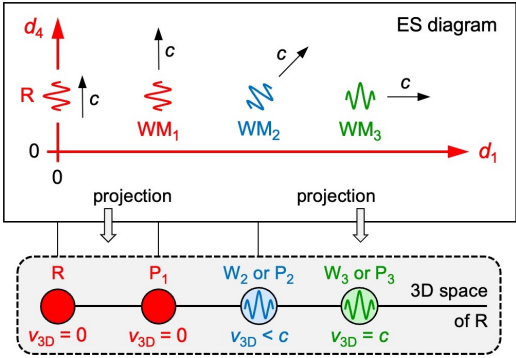 d4
ES diagram
c
c
R
c
c
WM1
WM2
WM3
0
d1
0
projection
projection
R
P1
W2 or P2
W3 or P3
3D space
of R
v3D = 0
v3D = 0
v3D < c
v3D = c